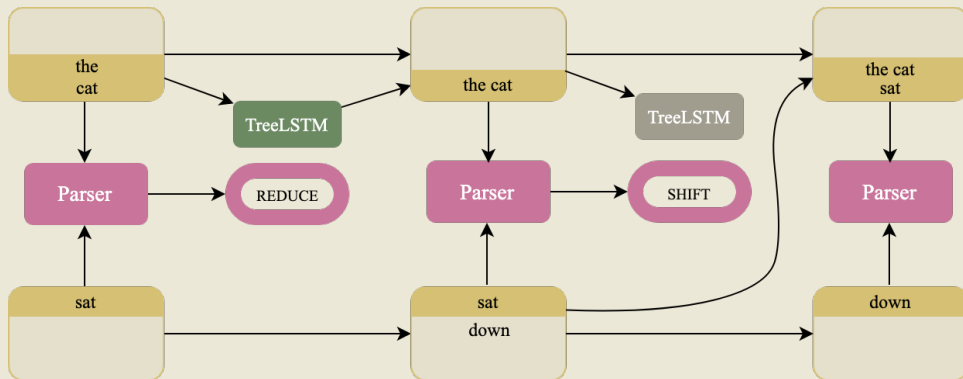 the
cat
TreeLSTM
Parser
REDUCE
sat
the cat
TreeLSTM
Parser
SHIFT
sat
down
the cat
sat
Parser
down